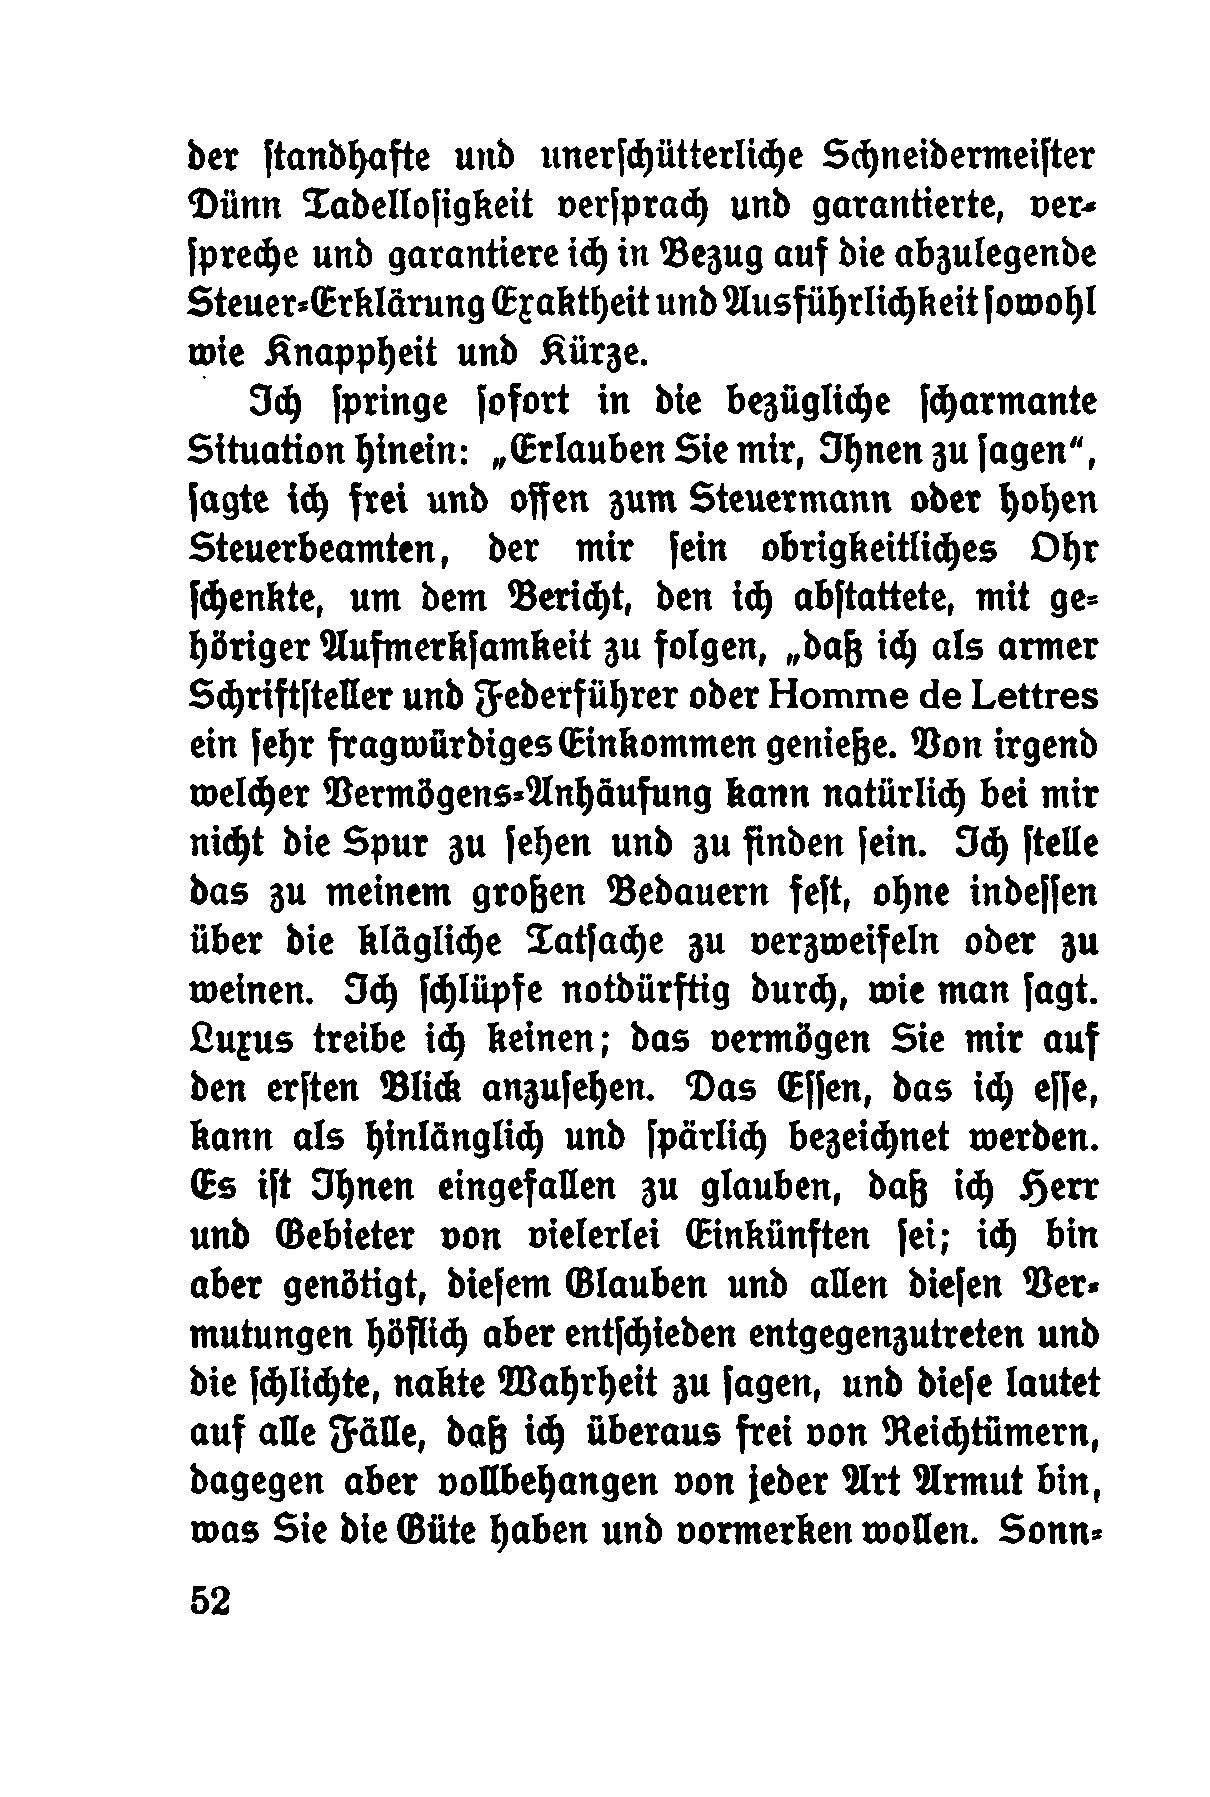 der ſtandhafte und unerſchütterliche Schneidermeiſter
Dünn Tadelloſigkeit verſprach und garantierte, ver-
ſpreche und garantiere ich in Bezug auf die abzulegende
Steuer-Erklärung Exaktheit und Ausführlichkeit ſowohl
wie Knappheit und Kürze.
Ich ſpringe ſofort in die bezügliche ſcharmante
Situation hinein: „Erlauben Sie mir, Ihnen zu ſagen“,
ſagte ich frei und offen zum Steuermann oder hohen
Steuerbeamten, der mir ſein obrigkeitliches Ohr
ſchenkte, um dem Bericht, den ich abſtattete, mit ge-
höriger Aufmerkſamkeit zu folgen, „daß ich als armer
Schriftſteller und Federführer oder Homme de Lettres
ein ſehr fragwürdiges Einkommen genieße. Von irgend
welcher Vermögens-Anhäufung kann natürlich bei mir
nicht die Spur zu ſehen und zu finden ſein. Ich ſtelle
das zu meinem großen Bedauern feſt, ohne indeſſen
über die klägliche Tatſache zu verzweifeln oder zu
weinen. Ich ſchlüpfe notdürftig durch, wie man ſagt.
Luxus treibe ich keinen; das vermögen Sie mir auf
den erſten Blick anzuſehen. Das Eſſen, das ich eſſe,
kann als hinlänglich und ſpärlich bezeichnet werden.
Es iſt Ihnen eingefallen zu glauben, daß ich Herr
und Gebieter von vielerlei Einkünften ſei; ich bin
aber genötigt, dieſem Glauben und allen dieſen Ver-
mutungen höflich aber entſchieden entgegenzutreten und
die ſchlichte, nakte Wahrheit zu ſagen, und dieſe lautet
auf alle Fälle, daß ich überaus frei von Reichtümern,
dagegen aber vollbehangen von jeder Art Armut bin,
was Sie die Güte haben und vormerken wollen. Sonn-
52